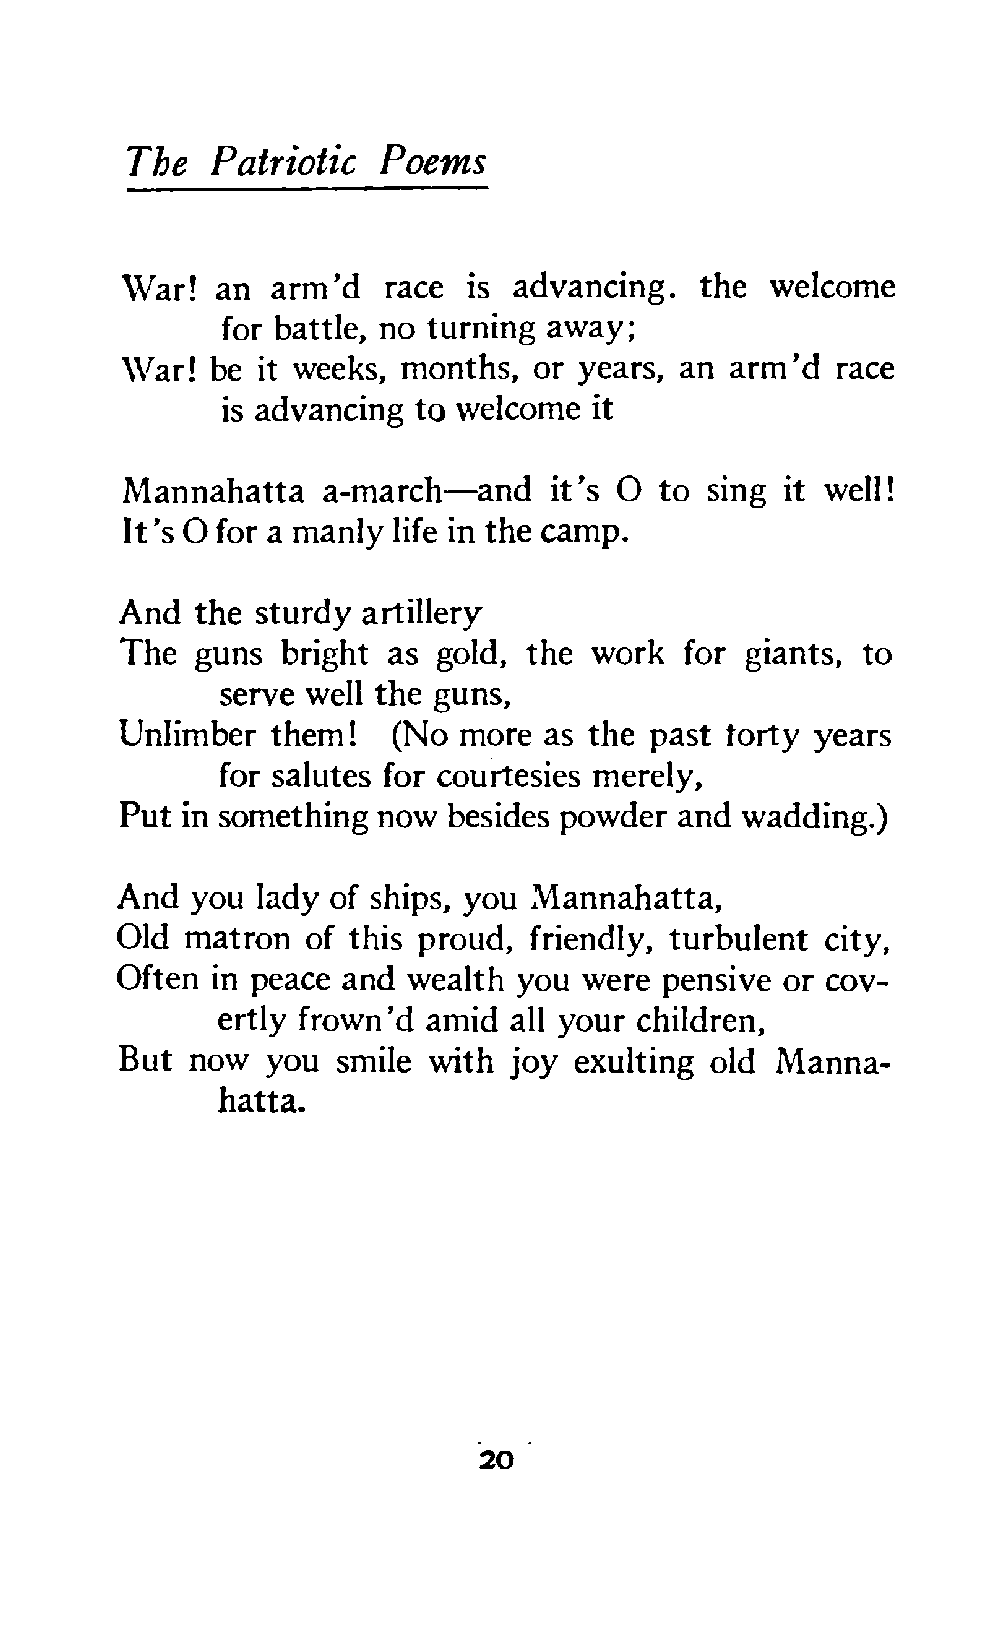 The Patriotic Poems
War! an arm'd race is advancing. the welcome
for battle, no turning away;
War! be it weeks, months, or years, an arm'd race
is advancing to welcome it
Mannahatta a-march—and it's O to sing it well!
It's O for a manly life in the camp.
And the sturdy artillery
The guns bright as gold, the work for giants, to
serve well the guns,
Unlimber them! (No more as the past forty years
for salutes for courtesies merely,
Put in something now besides powder and wadding.)
And you lady of ships, you Mannahatta,
Old matron of this proud, friendly, turbulent city,
Often in peace and wealth you were pensive or cov-
ertly frown'd amid all your children,
But now you smile with joy exulting old Manna-
hatta.
20